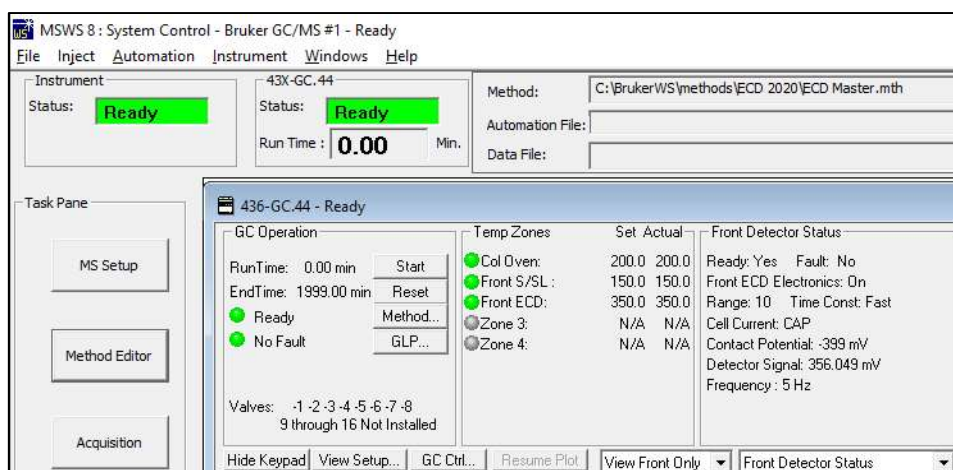 MSWS 8 : System Control - Bruker GC/MS #1 - Ready
File Inject Automation Instrument Windows Help
Instrument
Status: Ready
43X-GC.44
Status: Ready
Run Time : 0.00 Min.
Method: C:\BrukerWS\methods\ECD 2020\ECD Master.mth
Automation File:
Data File:
Task Pane
MS Setup
Method Editor
Acquisition
436-GC.44 - Ready
GC Operation
RunTime: 0.00 min Start
EndTime: 1999.00 min Reset
Ready Method...
No Fault GLP...
Valves: -1 -2 -3 -4 -5 -6 -7 -8
9 through 16 Not Installed
Temp Zones Set Actual
Col Oven: 200.0 200.0
Front S/SL : 150.0 150.0
Front ECD: 350.0 350.0
Zone 3: N/A N/A
Zone 4: N/A N/A
Front Detector Status
Ready: Yes Fault: No
Front ECD Electronics: On
Range: 10 Time Const: Fast
Cell Current: CAP
Contact Potential: -399 mV
Detector Signal: 356.049 mV
Frequency : 5 Hz
Hide Keypad View Setup... GC Ctrl... Resume Plot View Front Only Front Detector Status